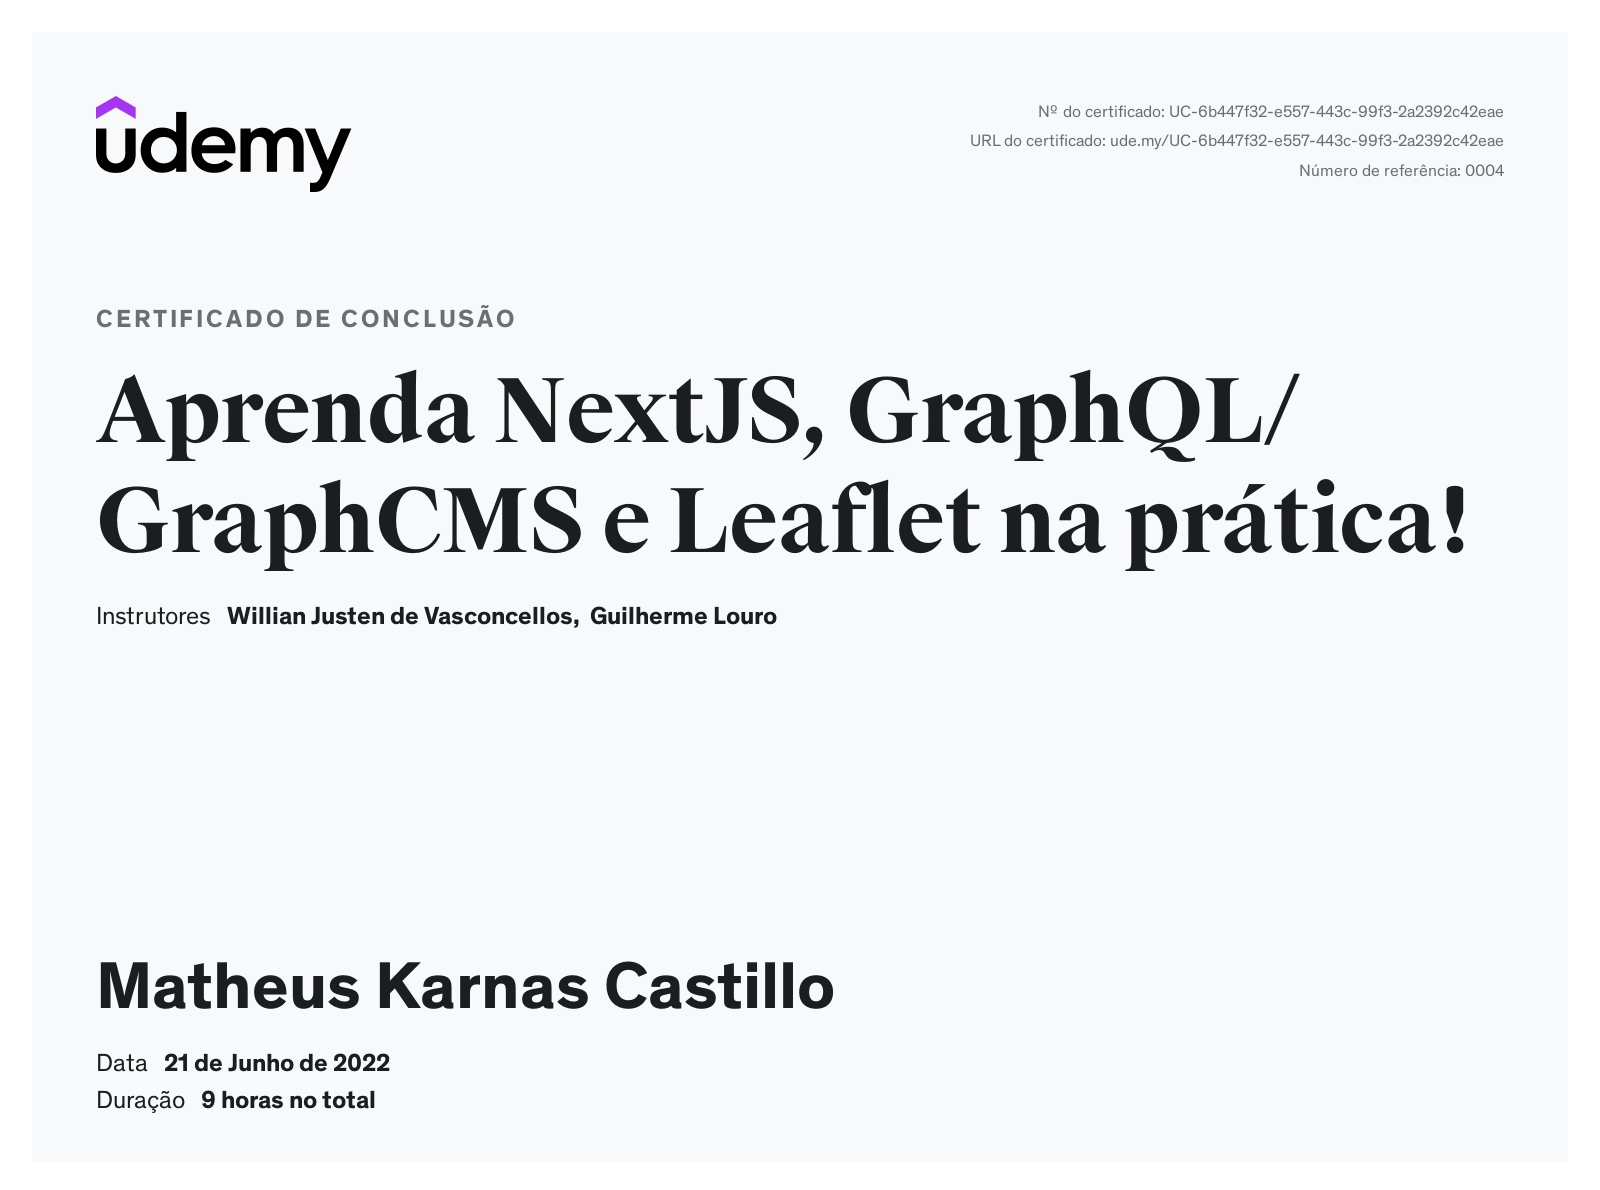 udemy
Nº do certificado: UC-6b447f32-e557-443c-99f3-2a2392c42eae
URL do certificado: ude.my/UC-6b447f32-e557-443c-99f3-2a2392c42eae
Número de referência: 0004
CERTIFICADO DE CONCLUSÃO
Aprenda NextJS, GraphQL/
GraphCMS e Leaflet na prática!
Instrutores Willian Justen de Vasconcellos, Guilherme Louro
Matheus Karnas Castillo
Data 21 de Junho de 2022
Duração 9 horas no total